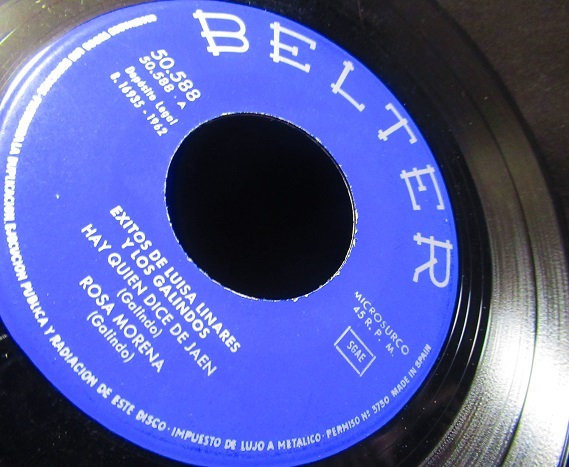 BELTER
50.588
50.588 - A
Depósito Legal
B. 16935 - 1962
EXITOS DE LUISA LINARES
Y LOS GALINDOS
HAY QUIEN DICE DE JAEN
(Galindo)
ROSA MORENA
(Galindo)
MICROSURCO
45 R. P. M.
SGAE
DUPLICACION, EJECUCION PUBLICA Y RADIACION DE ESTE DISCO · IMPUESTO DE LUJO A METALICO · PERMISO Nº 5750 MADE IN SPAIN